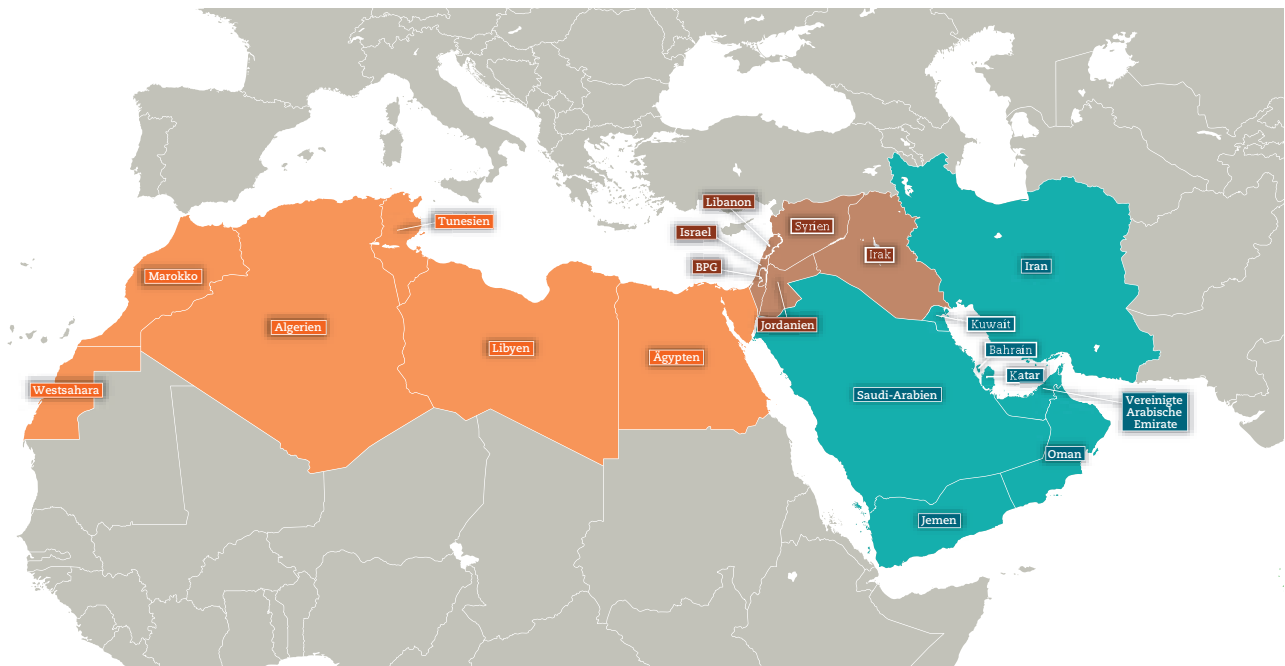 Libanon
Tunesien
Syrien
Israel
Irak
BPG
Iran
Marokko
Jordanien
Kuwait
Algerien
Libyen
Bahrain
Ägypten
Katar
Westsahara
Saudi-Arabien
Vereinigte
Arabische
Emirate
Oman
Jemen